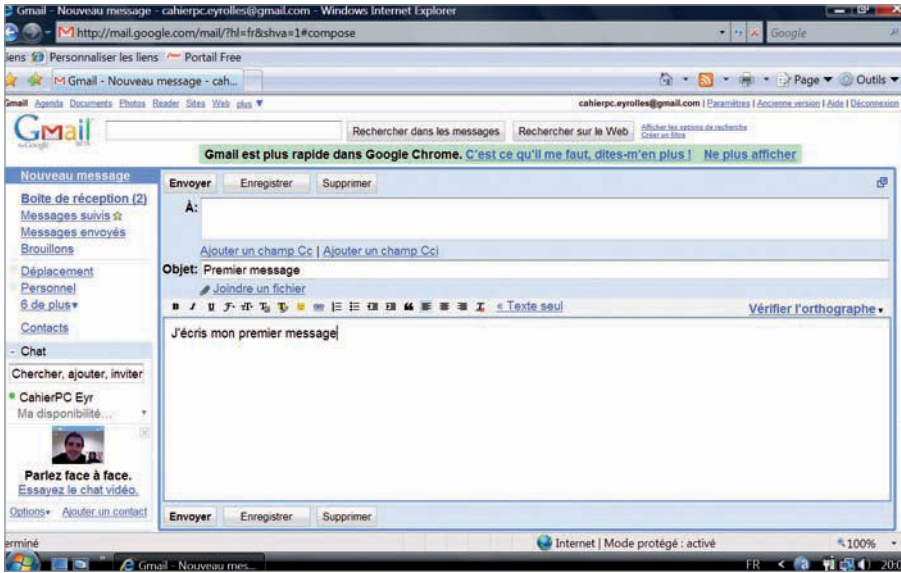 Gmail - Nouveau message - cahierpc.eyrolles@gmail.com - Windows Internet Explorer
http://mail.google.com/mail/?hl=fr&shva=1#compose
Google
iens Personnaliser les liens Portail Free
Gmail - Nouveau message - cah...
Page Outils
Gmail Agenda Documents Photos Reader Sites Web plus
cahierpc.eyrolles@gmail.com | Paramètres | Ancienne version | Aide | Déconnexion
Gmail
by Google BETA
Rechercher dans les messages Rechercher sur le Web
Afficher les options de recherche
Créer un filtre
Gmail est plus rapide dans Google Chrome. C'est ce qu'il me faut, dites-m'en plus ! Ne plus afficher
Nouveau message
Boîte de réception (2)
Messages suivis
Messages envoyés
Brouillons
Déplacement
Personnel
6 de plus
Contacts
- Chat
Chercher, ajouter, inviter
CahierPC Eyr
Ma disponibilité...
Parlez face à face.
Essayez le chat vidéo.
Options Ajouter un contact
Envoyer Enregistrer Supprimer
À:
Ajouter un champ Cc | Ajouter un champ Cci
Objet: Premier message
Joindre un fichier
« Texte seul
Vérifier l'orthographe
J'écris mon premier message
Envoyer Enregistrer Supprimer
erminé
Internet | Mode protégé : activé
100%
Gmail - Nouveau mes...
FR
20:0